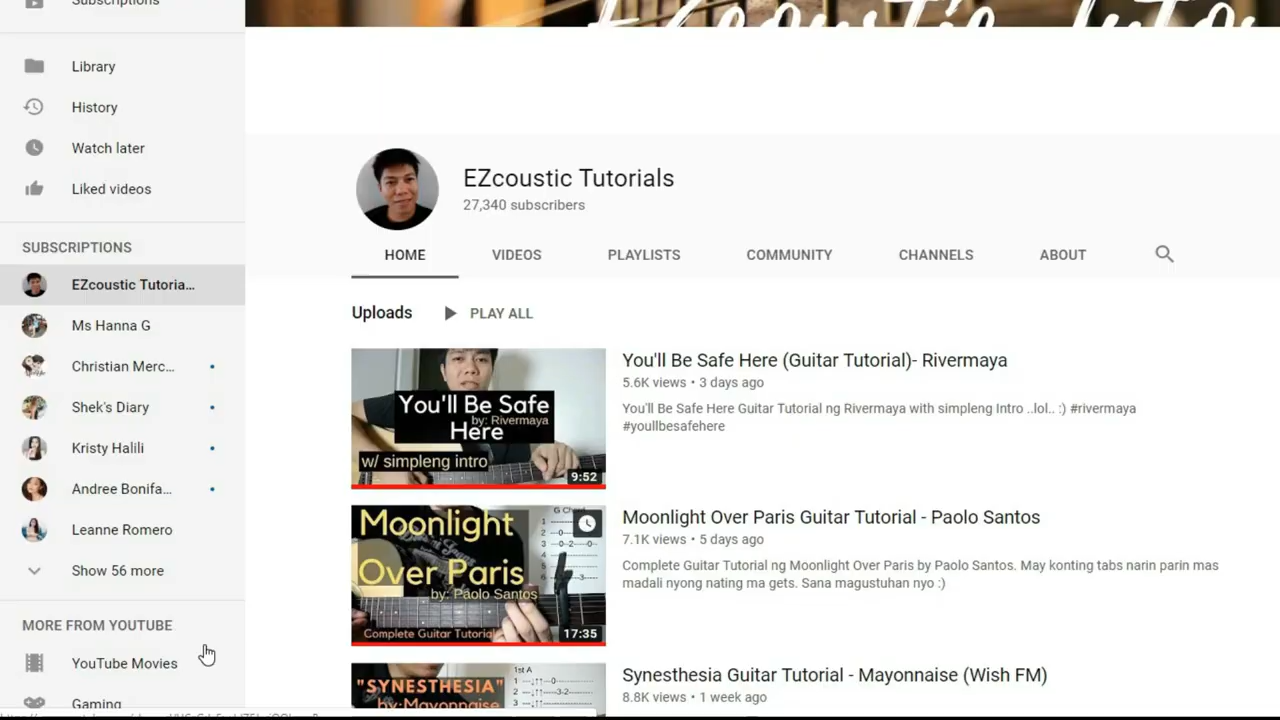 Subscriptions
EZcoustic Tuto
Library
History
Watch later
Liked videos
SUBSCRIPTIONS
EZcoustic Tutoria...
Ms Hanna G
Christian Merc...
Shek's Diary
Kristy Halili
Andree Bonifa...
Leanne Romero
Show 56 more
MORE FROM YOUTUBE
YouTube Movies
Gaming
EZcoustic Tutorials
27,340 subscribers
HOME VIDEOS PLAYLISTS COMMUNITY CHANNELS ABOUT
Uploads PLAY ALL
You'll Be Safe
by: Rivermaya
Here
w/ simpleng intro
9:52
You'll Be Safe Here (Guitar Tutorial)- Rivermaya
5.6K views • 3 days ago
You'll Be Safe Here Guitar Tutorial ng Rivermaya with simpleng Intro ..lol.. :) #rivermaya
#youllbesafehere
Moonlight
Over Paris
by: Paolo Santos
Complete Guitar Tutorial
17:35
Moonlight Over Paris Guitar Tutorial - Paolo Santos
7.1K views • 5 days ago
Complete Guitar Tutorial ng Moonlight Over Paris by Paolo Santos. May konting tabs narin parin mas
madali nyong nating ma gets. Sana magustuhan nyo :)
"SYNESTHESIA"
by:Mayonnaise
1st A
Synesthesia Guitar Tutorial - Mayonnaise (Wish FM)
8.8K views • 1 week ago